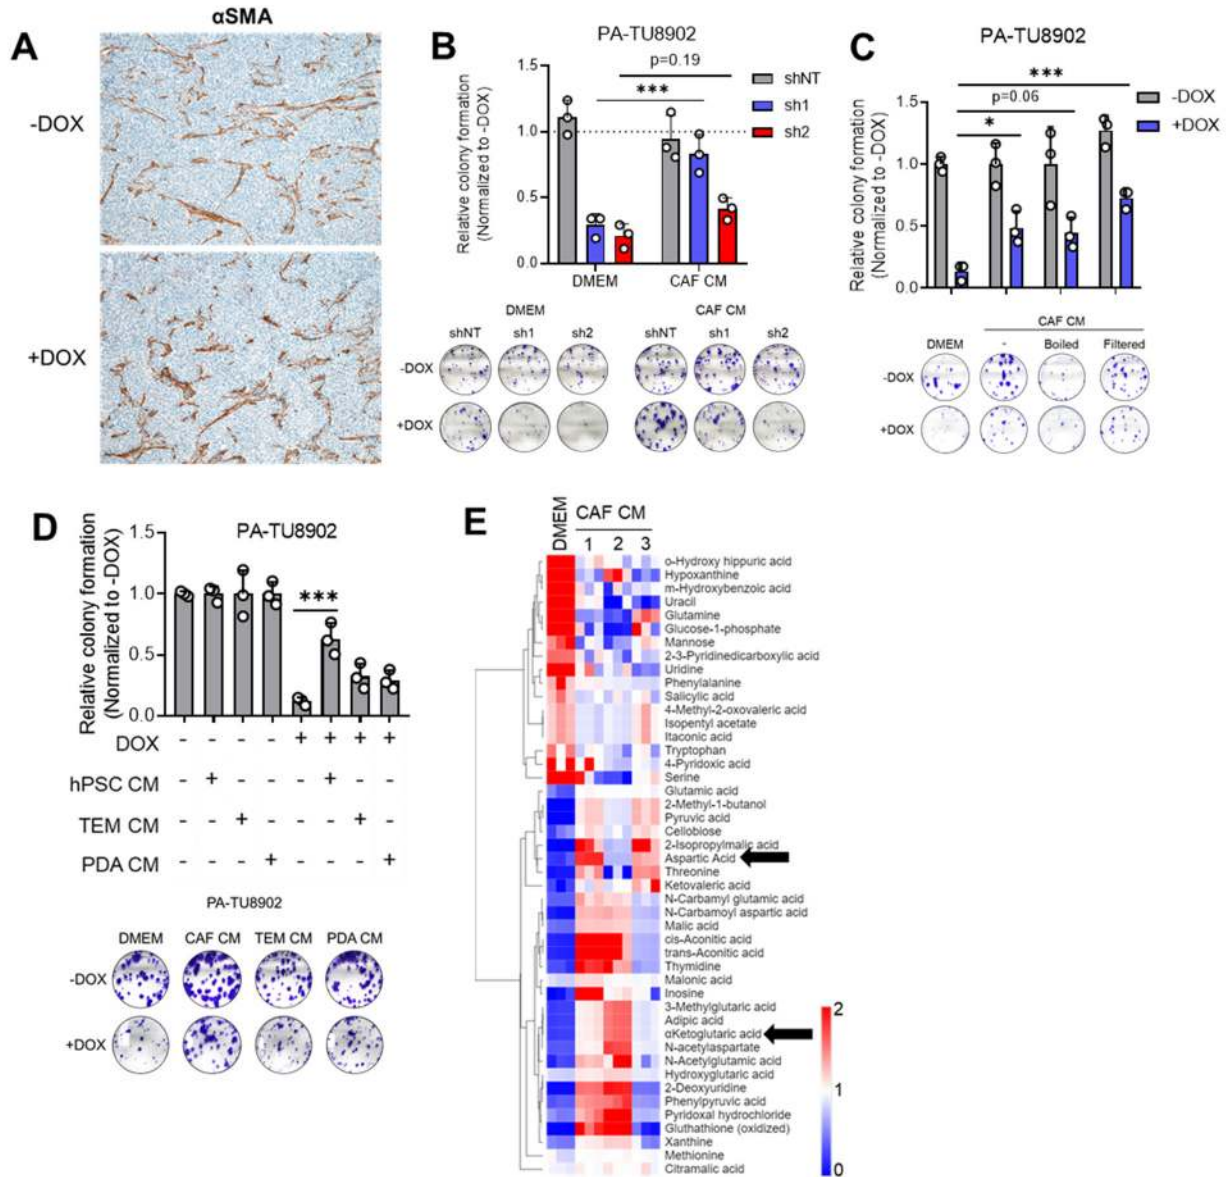 A
αSMA
-DOX
+DOX
B
PA-TU8902
p=0.19
***
Relative colony formation
(Normalized to -DOX)
1.5
1.0
0.5
0.0
DMEM
CAF CM
shNT
sh1
sh2
DMEM
CAF CM
shNT
sh1
sh2
shNT
sh1
sh2
-DOX
+DOX
C
PA-TU8902
***
p=0.06
*
-DOX
+DOX
Relative colony formation
(Normalized to -DOX)
1.5
1.0
0.5
0.0
CAF CM
DMEM
-
Boiled
Filtered
-DOX
+DOX
D
PA-TU8902
***
Relative colony formation
(Normalized to -DOX)
1.5
1.0
0.5
0.0
DOX - - - - + + + +
hPSC CM - + - - - + - -
TEM CM - - + - - - + -
PDA CM - - - + - - - +
PA-TU8902
DMEM CAF CM TEM CM PDA CM
-DOX
+DOX
E
DMEM
CAF CM
1 2 3
o-Hydroxy hippuric acid
Hypoxanthine
m-Hydroxybenzoic acid
Uracil
Glutamine
Glucose-1-phosphate
Mannose
2-3-Pyridinedicarboxylic acid
Uridine
Phenylalanine
Salicylic acid
4-Methyl-2-oxovaleric acid
Isopentyl acetate
Itaconic acid
Tryptophan
4-Pyridoxic acid
Serine
Glutamic acid
2-Methyl-1-butanol
Pyruvic acid
Cellobiose
2-Isopropylmalic acid
Aspartic Acid
Threonine
Ketovaleric acid
N-Carbamyl glutamic acid
N-Carbamoyl aspartic acid
Malic acid
cis-Aconitic acid
trans-Aconitic acid
Thymidine
Malonic acid
Inosine
3-Methylglutaric acid
Adipic acid
αKetoglutaric acid
N-acetylaspartate
N-Acetylglutamic acid
Hydroxyglutaric acid
2-Deoxyuridine
Phenylpyruvic acid
Pyridoxal hydrochloride
Gluthathione (oxidized)
Xanthine
Methionine
Citramalic acid
2
1
0